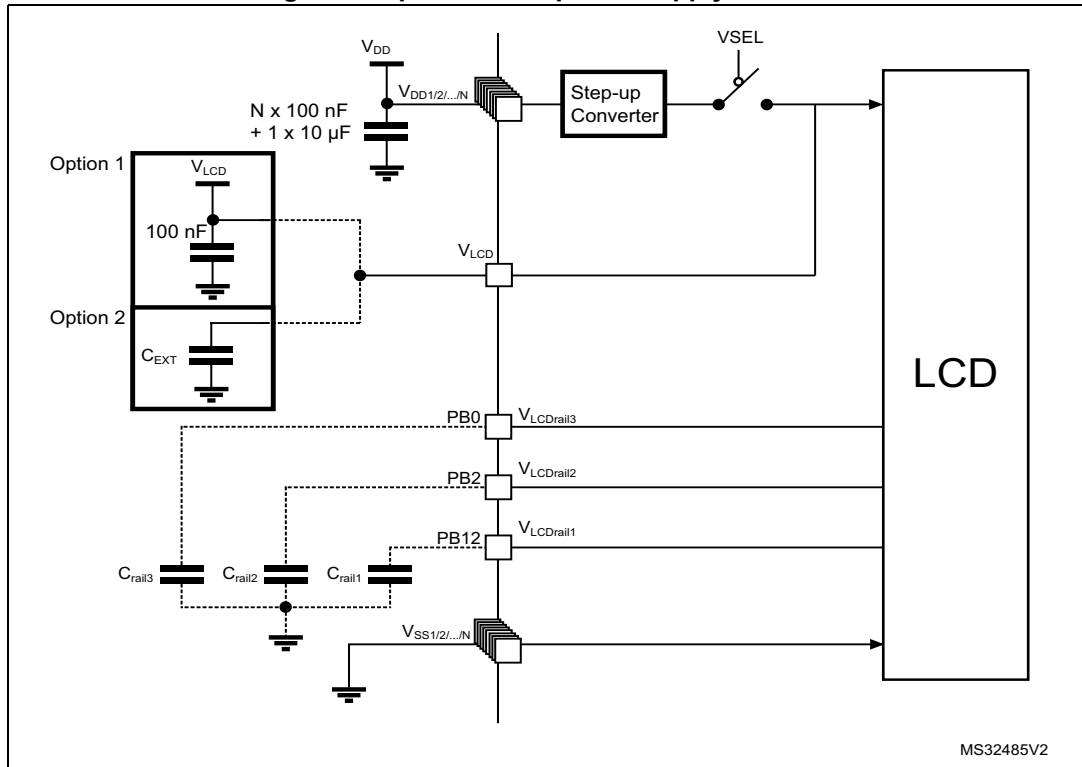 VDD
VSEL
VDD1/2/.../N
Step-up
Converter
N x 100 nF
+ 1 x 10 µF
Option 1
VLCD
100 nF
VLCD
Option 2
CEXT
LCD
PB0
VLCDrail3
PB2
VLCDrail2
PB12
VLCDrail1
Crail3
Crail2
Crail1
VSS1/2/.../N
MS32485V2